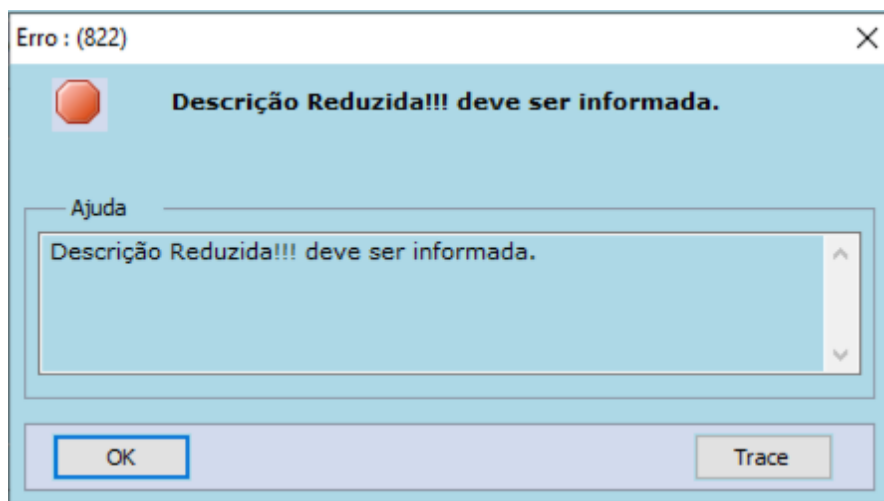 Erro : (822)
Descrição Reduzida!!! deve ser informada.
Ajuda
Descrição Reduzida!!! deve ser informada.
OK
Trace